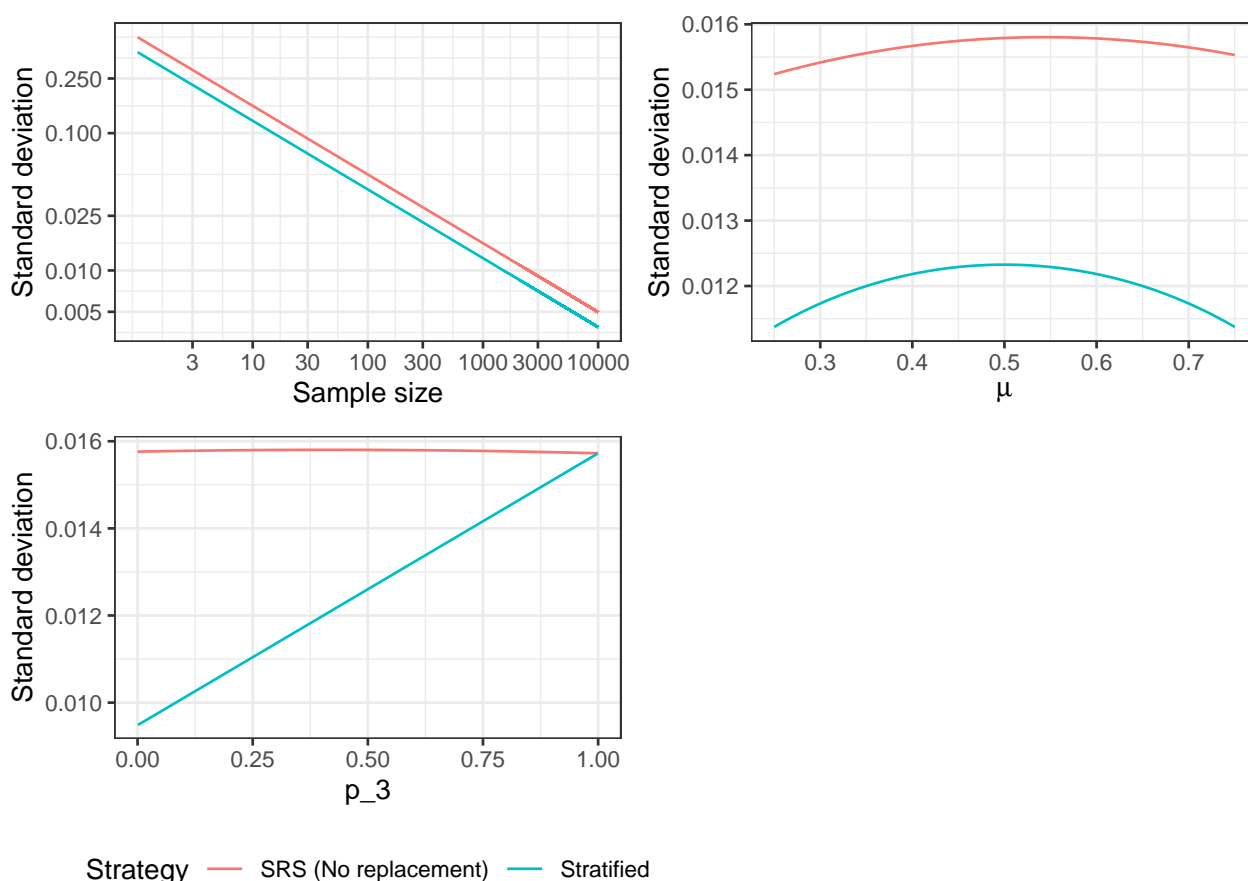 Standard deviation
0.250
0.100
0.025
0.010
0.005
3 10 30 100 300 1000 3000 10000
Sample size
Standard deviation
0.016
0.015
0.014
0.013
0.012
0.3 0.4 0.5 0.6 0.7
μ
Standard deviation
0.016
0.014
0.012
0.010
0.00 0.25 0.50 0.75 1.00
p_3
Strategy SRS (No replacement) Stratified